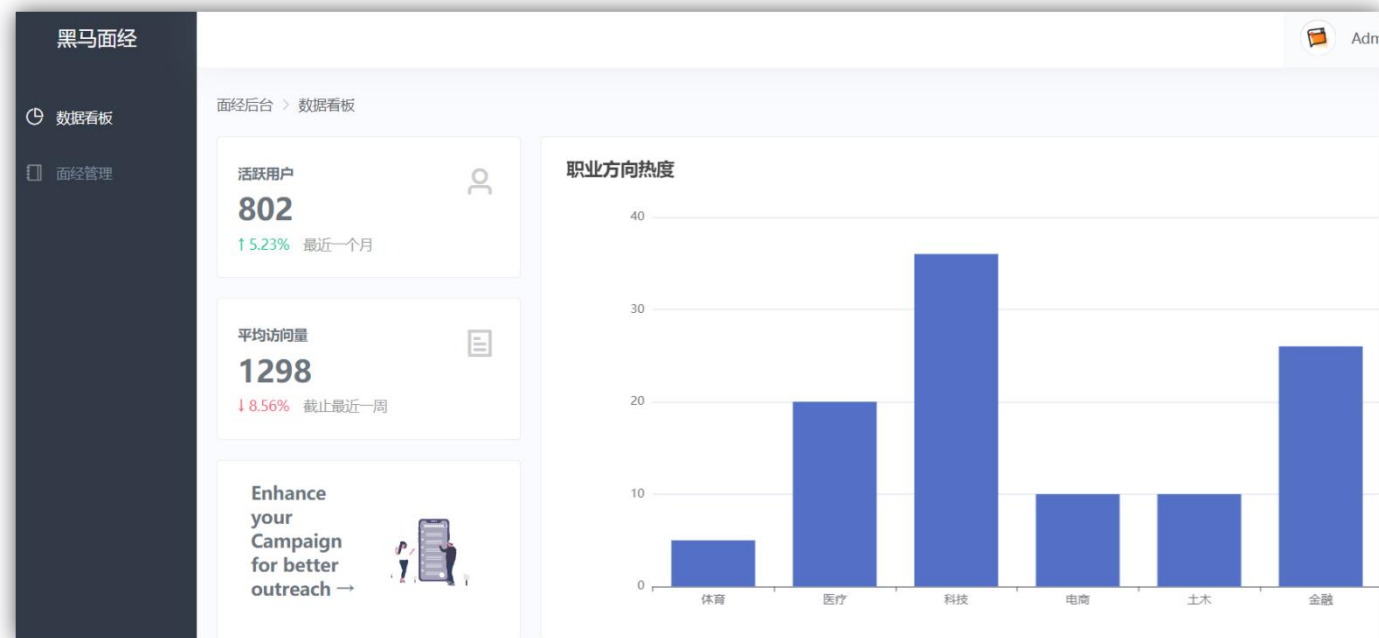 黑马面经
Adm
数据看板
面经管理
面经后台 > 数据看板
活跃用户
802
↑ 5.23% 最近一个月
平均访问量
1298
↓ 8.56% 截止最近一周
Enhance
your
Campaign
for better
outreach →
职业方向热度
40
30
20
10
0
体育 医疗 科技 电商 土木 金融